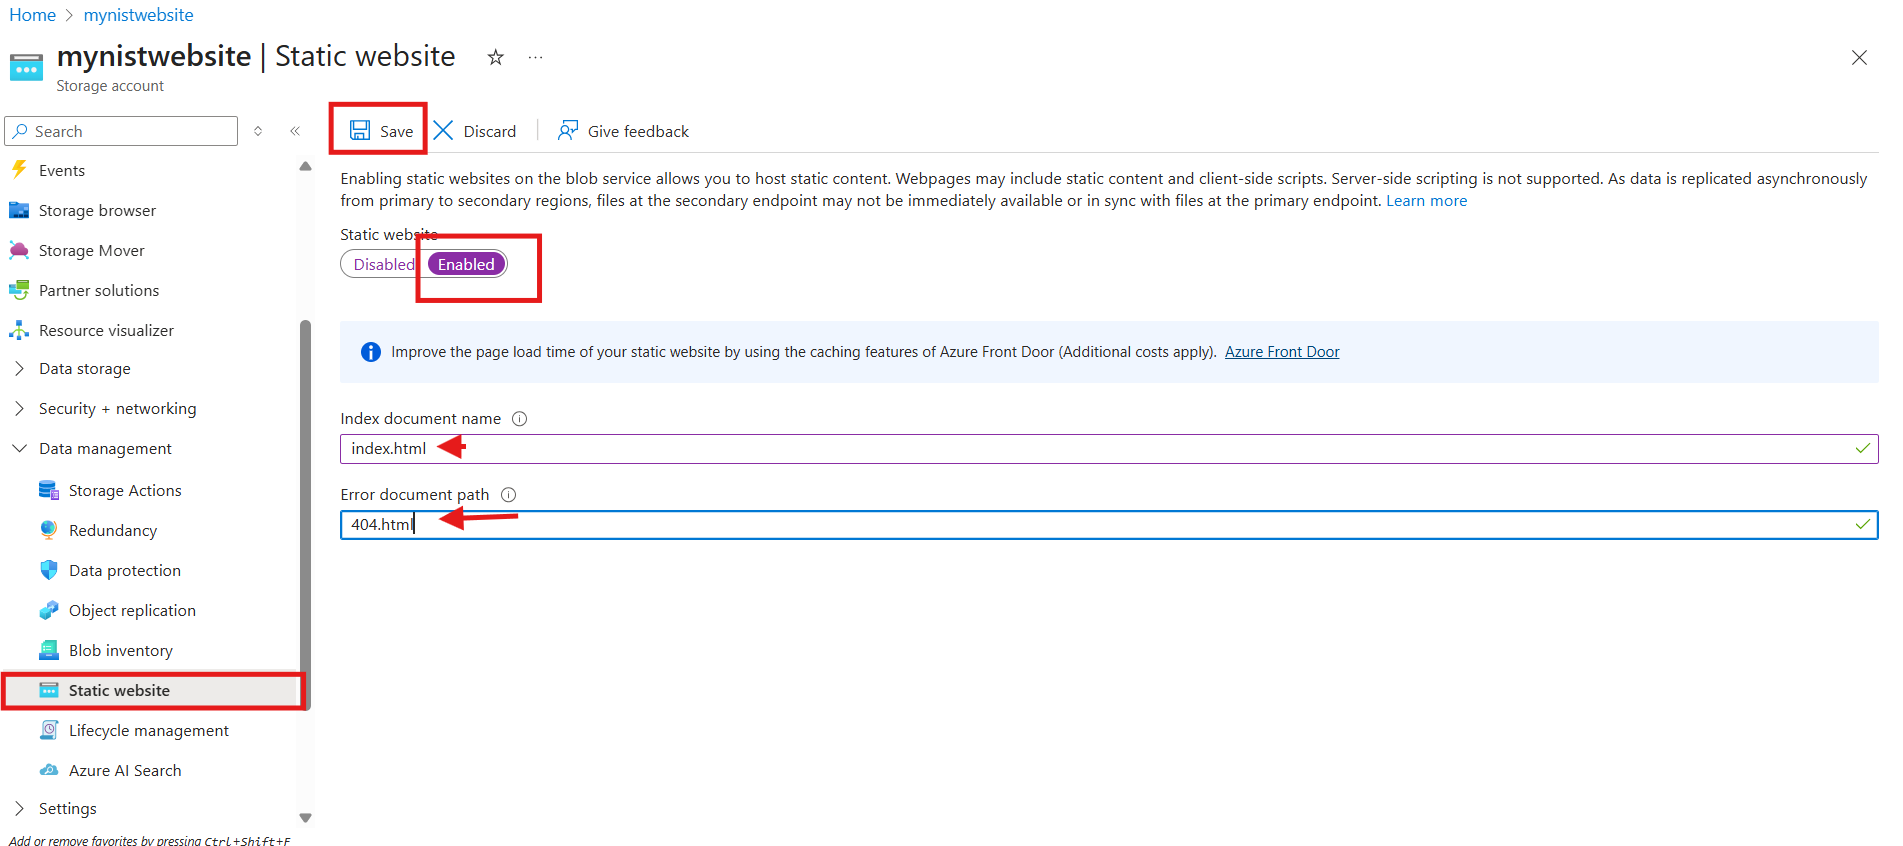 Home > mynistwebsite
mynistwebsite | Static website
Storage account
Search
Events
Storage browser
Storage Mover
Partner solutions
Resource visualizer
Data storage
Security + networking
Data management
Storage Actions
Redundancy
Data protection
Object replication
Blob inventory
Static website
Lifecycle management
Azure AI Search
Settings
Add or remove favorites by pressing Ctrl+Shift+F
Save Discard Give feedback
Enabling static websites on the blob service allows you to host static content. Webpages may include static content and client-side scripts. Server-side scripting is not supported. As data is replicated asynchronously
from primary to secondary regions, files at the secondary endpoint may not be immediately available or in sync with files at the primary endpoint. Learn more
Static website
Disabled Enabled
Improve the page load time of your static website by using the caching features of Azure Front Door (Additional costs apply). Azure Front Door
Index document name
index.html
Error document path
404.html